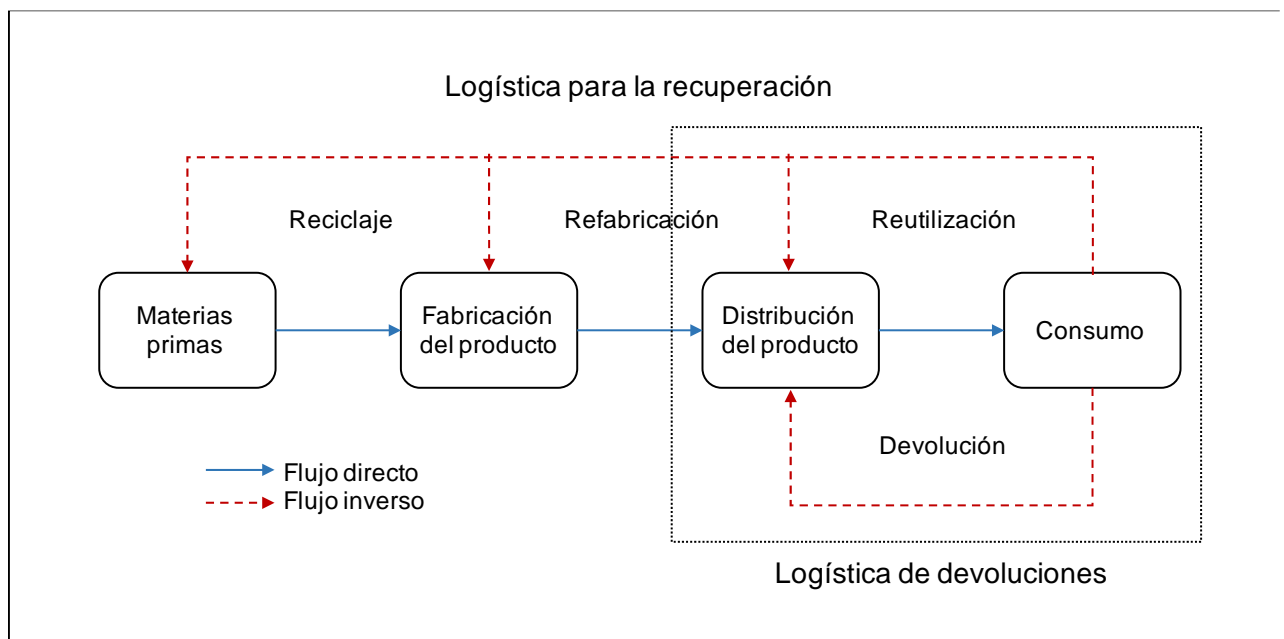 Logística para la recuperación
Reciclaje
Refabricación
Reutilización
Materias
primas
Fabricación
del producto
Distribución
del producto
Consumo
Devolución
Flujo directo
Flujo inverso
Logística de devoluciones